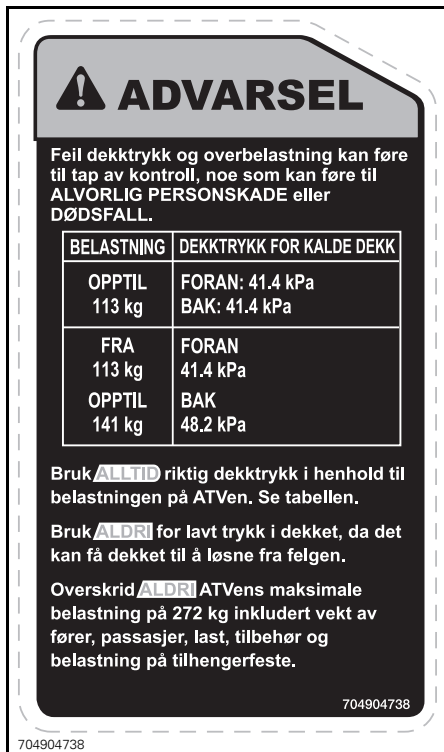 ADVARSEL
Feil dekktrykk og overbelastning kan føre
til tap av kontroll, noe som kan føre til
ALVORLIG PERSONSKADE eller
DØDSFALL.
BELASTNING DEKKTRYKK FOR KALDE DEKK
OPPTIL FORAN: 41.4 kPa
113 kg BAK: 41.4 kPa
FRA FORAN
113 kg 41.4 kPa
OPPTIL BAK
141 kg 48.2 kPa
Bruk ALLTID riktig dekktrykk i henhold til
belastningen på ATVen. Se tabellen.
Bruk ALDRI for lavt trykk i dekket, da det
kan få dekket til å løsne fra felgen.
Overskrid ALDRI ATVens maksimale
belastning på 272 kg inkludert vekt av
fører, passasjer, last, tilbehør og
belastning på tilhengerfeste.
704904738
704904738